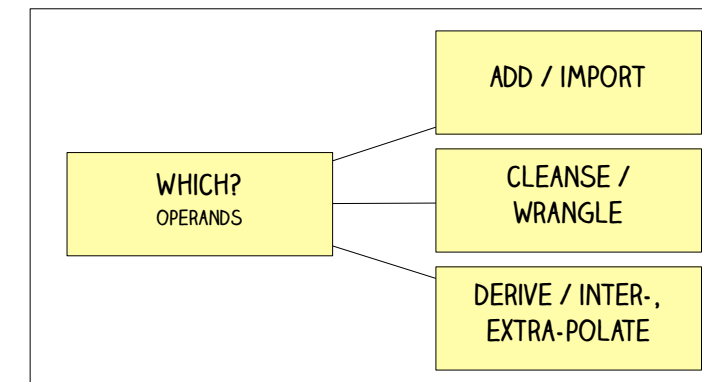 WHICH?
OPERANDS
ADD / IMPORT
CLEANSE /
WRANGLE
DERIVE / INTER-,
EXTRA-POLATE